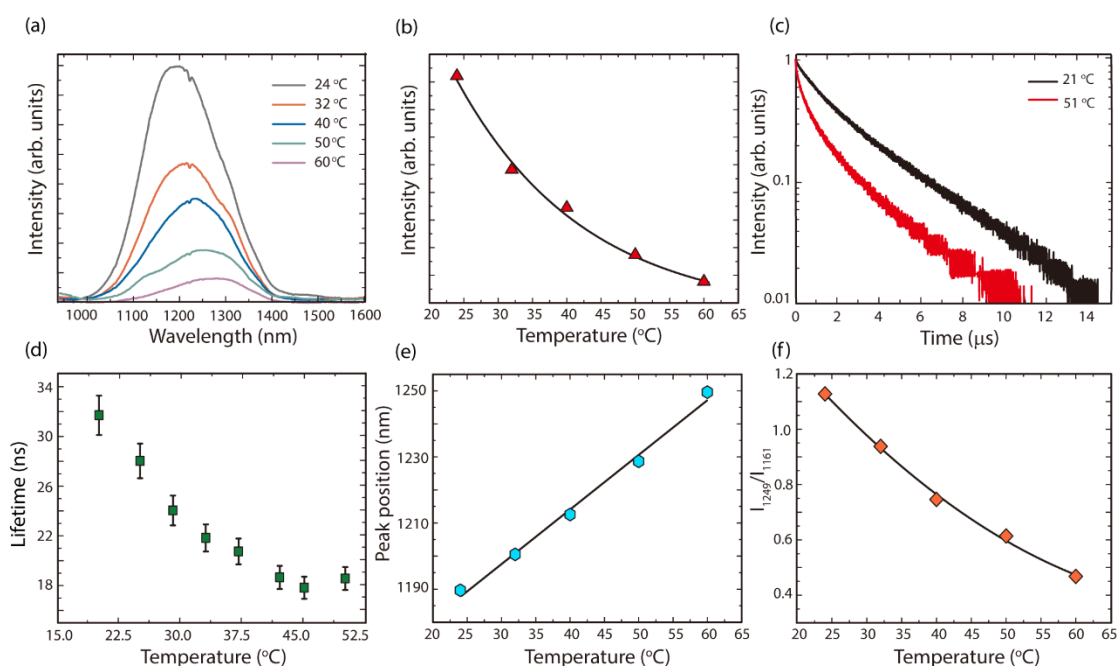 (a)
Intensity (arb. units)
24 °C
32 °C
40 °C
50°C
60°C
1000 1100 1200 1300 1400 1500 1600
Wavelength (nm)
(b)
Intensity (arb. units)
20 25 30 35 40 45 50 55 60 65
Temperature (°C)
(c)
Intensity (arb. units)
1
0.1
0.01
21 °C
51 °C
0 2 4 6 8 10 12 14
Time (μs)
(d)
Lifetime (ns)
34
30
26
22
18
15.0 22.5 30.0 37.5 45.0 52.5
Temperature (°C)
(e)
Peak position (nm)
1250
1230
1210
1190
20 25 30 35 40 45 50 55 60 65
Temperature (°C)
(f)
I1249/I1161
1.2
1.0
0.8
0.6
0.4
20 25 30 35 40 45 50 55 60 65
Temperature (°C)